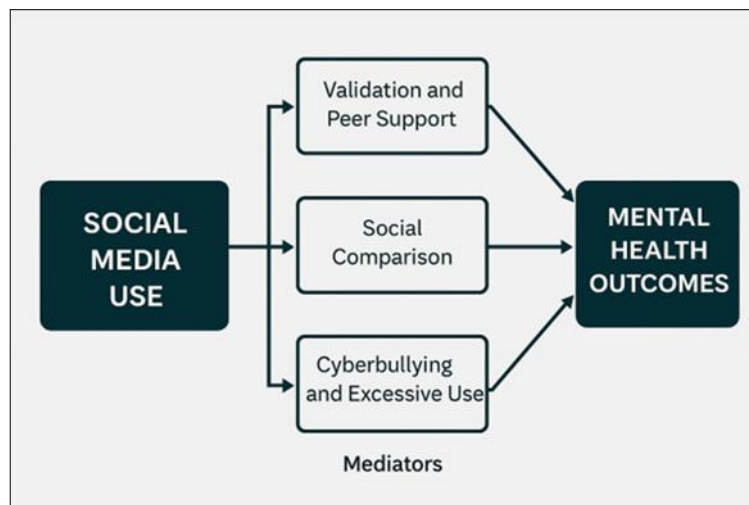 SOCIAL
MEDIA
USE
Validation and
Peer Support
Social
Comparison
Cyberbullying
and Excessive Use
Mediators
MENTAL
HEALTH
OUTCOMES